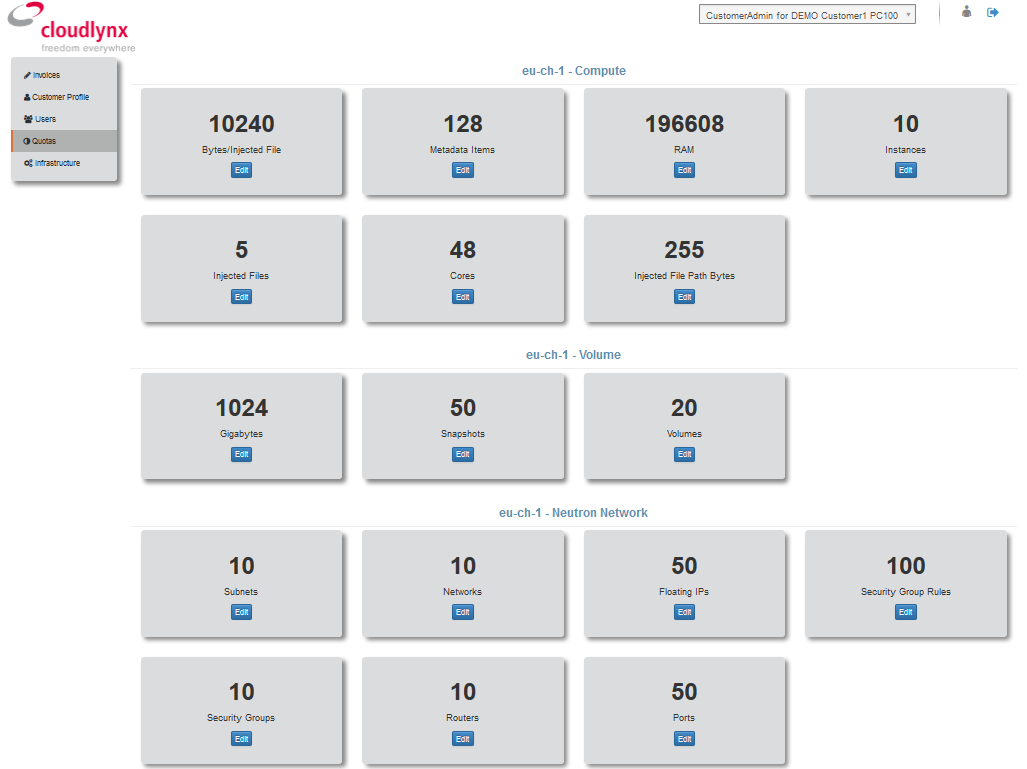 cloudlynx
freedom everywhere
CustomerAdmin for DEMO Customer1 PC100
Invoices
Customer Profile
Users
Quotas
Infrastructure
eu-ch-1 - Compute
10240
Bytes/Injected File
Edit
128
Metadata Items
Edit
196608
RAM
Edit
10
Instances
Edit
5
Injected Files
Edit
48
Cores
Edit
255
Injected File Path Bytes
Edit
eu-ch-1 - Volume
1024
Gigabytes
Edit
50
Snapshots
Edit
20
Volumes
Edit
eu-ch-1 - Neutron Network
10
Subnets
Edit
10
Networks
Edit
50
Floating IPs
Edit
100
Security Group Rules
Edit
10
Security Groups
Edit
10
Routers
Edit
50
Ports
Edit